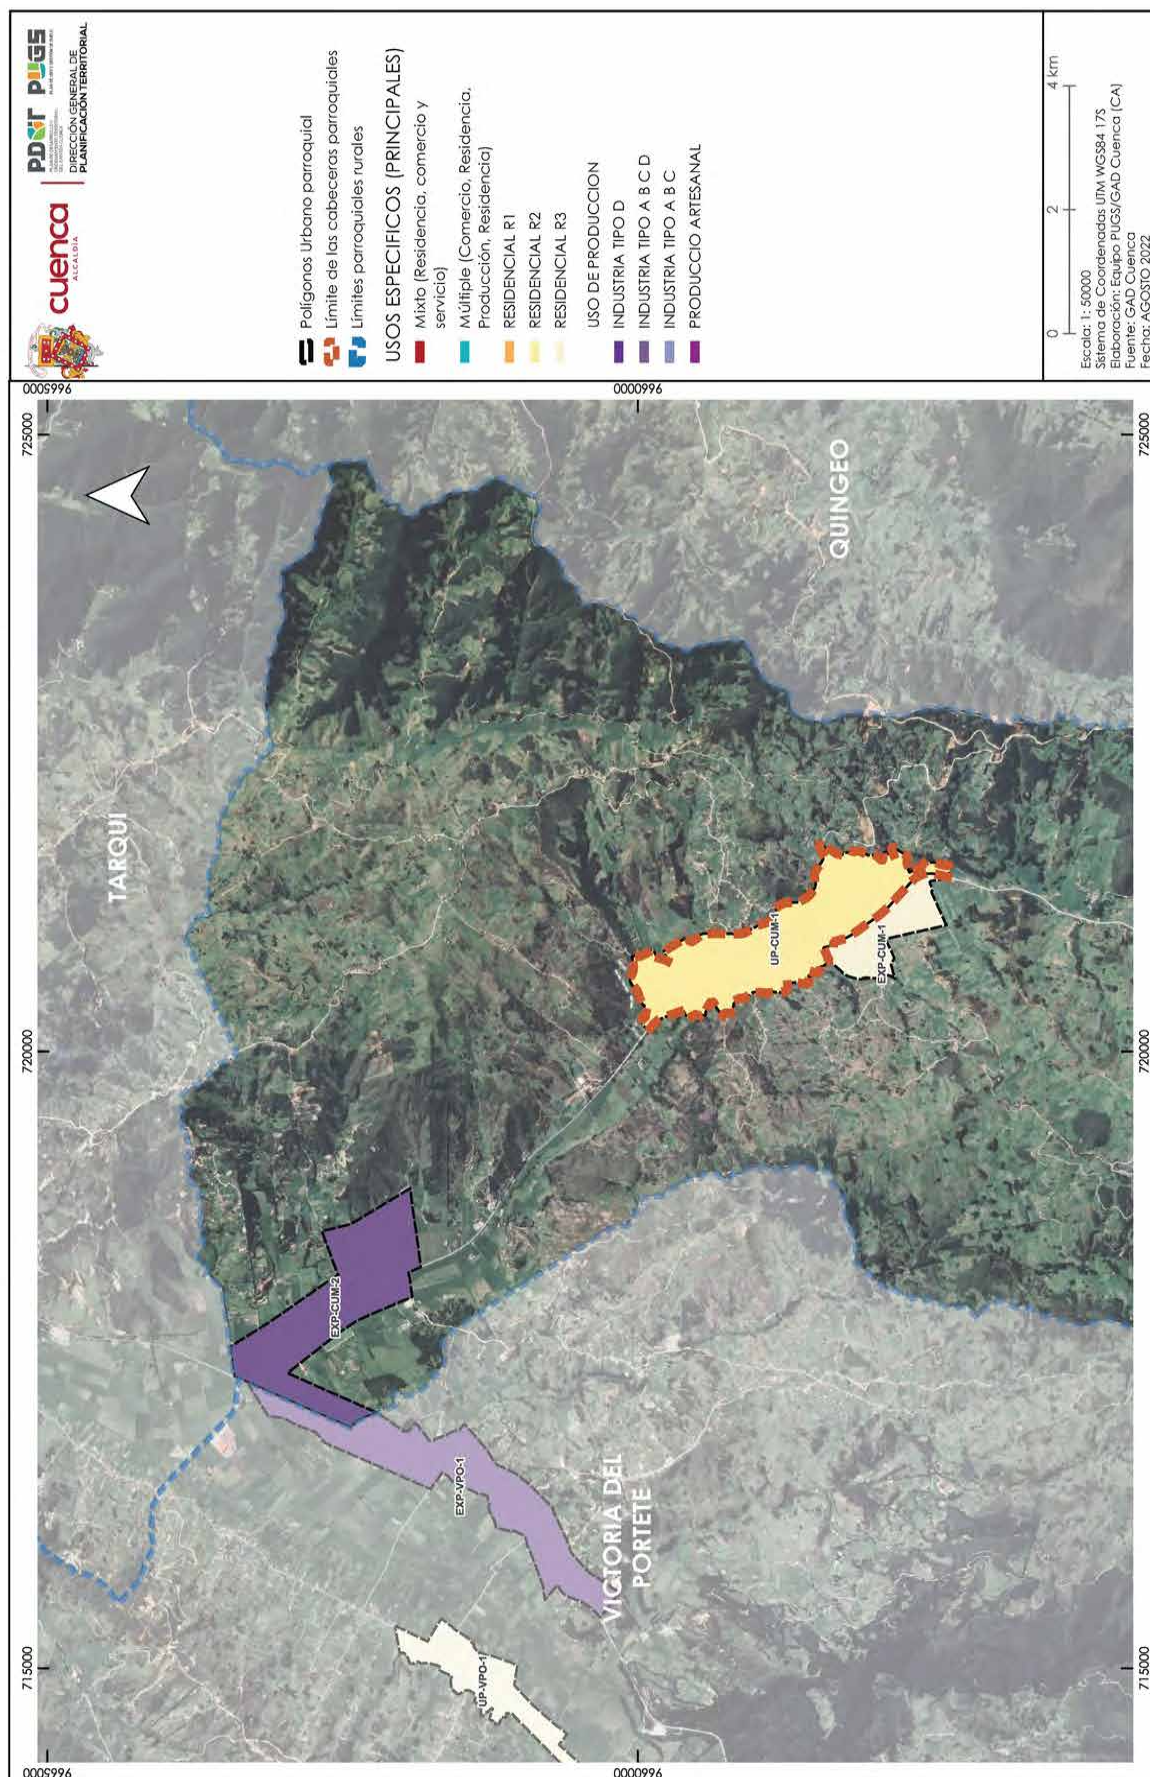 cuenca
ALCALDÍA
PDOT PUGS
DIRECCIÓN GENERAL DE
PLANIFICACIÓN TERRITORIAL
Polígonos Urbano parroquial
Límite de las cabeceras parroquiales
Límites parroquiales rurales
USOS ESPECIFICOS (PRINCIPALES)
Mixto (Residencia, comercio y
servicio)
Múltiple (Comercio, Residencia,
Producción, Residencia)
RESIDENCIAL R1
RESIDENCIAL R2
RESIDENCIAL R3
USO DE PRODUCCION
INDUSTRIA TIPO D
INDUSTRIA TIPO A B C D
INDUSTRIA TIPO A B C
PRODUCCIO ARTESANAL
0 2 4 km
Escala: 1: 50000
Sistema de Coordenadas UTM WGS84 17S
Elaboración: Equipo PUGS/GAD Cuenca (CA)
Fuente: GAD Cuenca
Fecha: AGOSTO 2022
715000
720000
725000
9665000
9665000
9660000
9660000
TARQUI
QUINGEO
VICTORIA DEL
PORTETE
EXP-CUM-2
EXP-VPO-1
UP-VPO-1
UP-CUM-1
EXP-CUM-1
715000
720000
725000